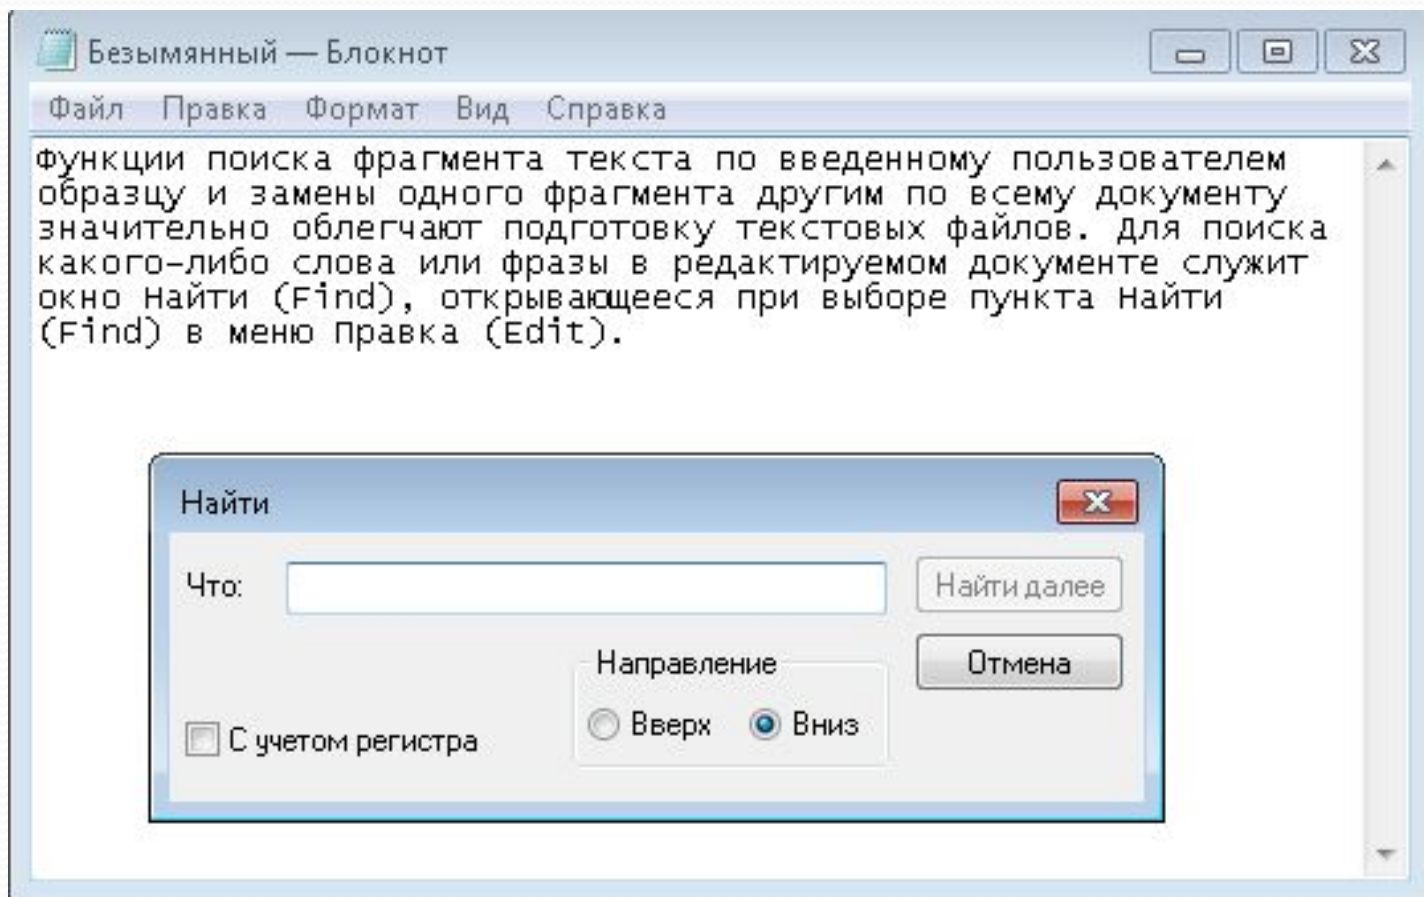 Безымянный — Блокнот
Файл Правка Формат Вид Справка
Функции поиска фрагмента текста по введенному пользователем
образцу и замены одного фрагмента другим по всему документу
значительно облегчают подготовку текстовых файлов. Для поиска
какого-либо слова или фразы в редактируемом документе служит
окно Найти (Find), открывающееся при выборе пункта Найти
(Find) в меню Правка (Edit).
Найти
Что:
Найти далее
Направление
Отмена
С учетом регистра
Вверх Вниз